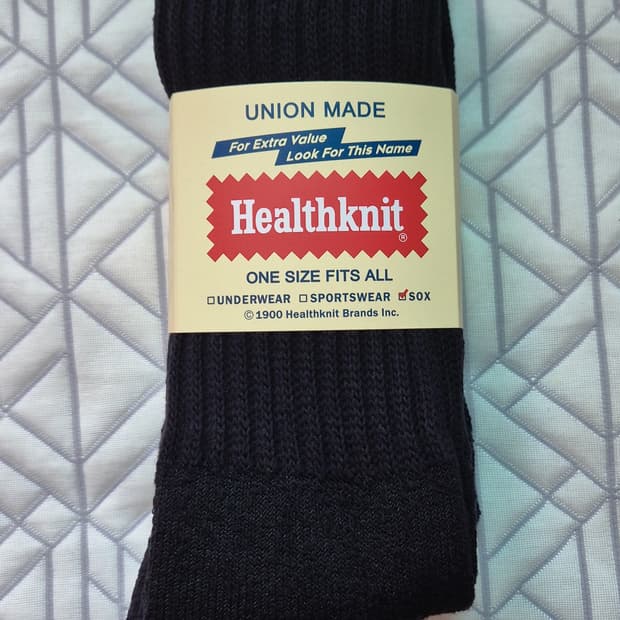 UNION MADE
For Extra Value
Look For This Name
Healthknit®
ONE SIZE FITS ALL
☐ UNDERWEAR ☐ SPORTSWEAR ☑ SOX
© 1900 Healthknit Brands Inc.